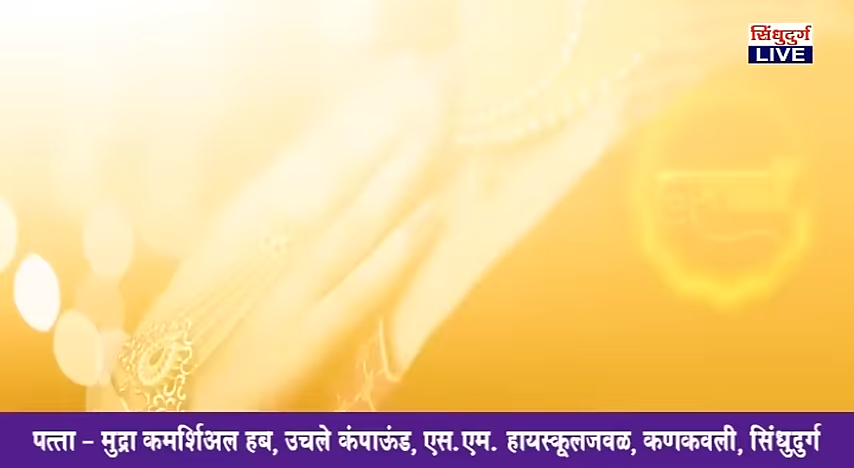 सिंधुदुर्ग
LIVE
पत्ता – मुद्रा कमर्शिअल हब, उचले कंपाऊंड, एस.एम. हायस्कूलजवळ, कणकवली, सिंधुदुर्ग